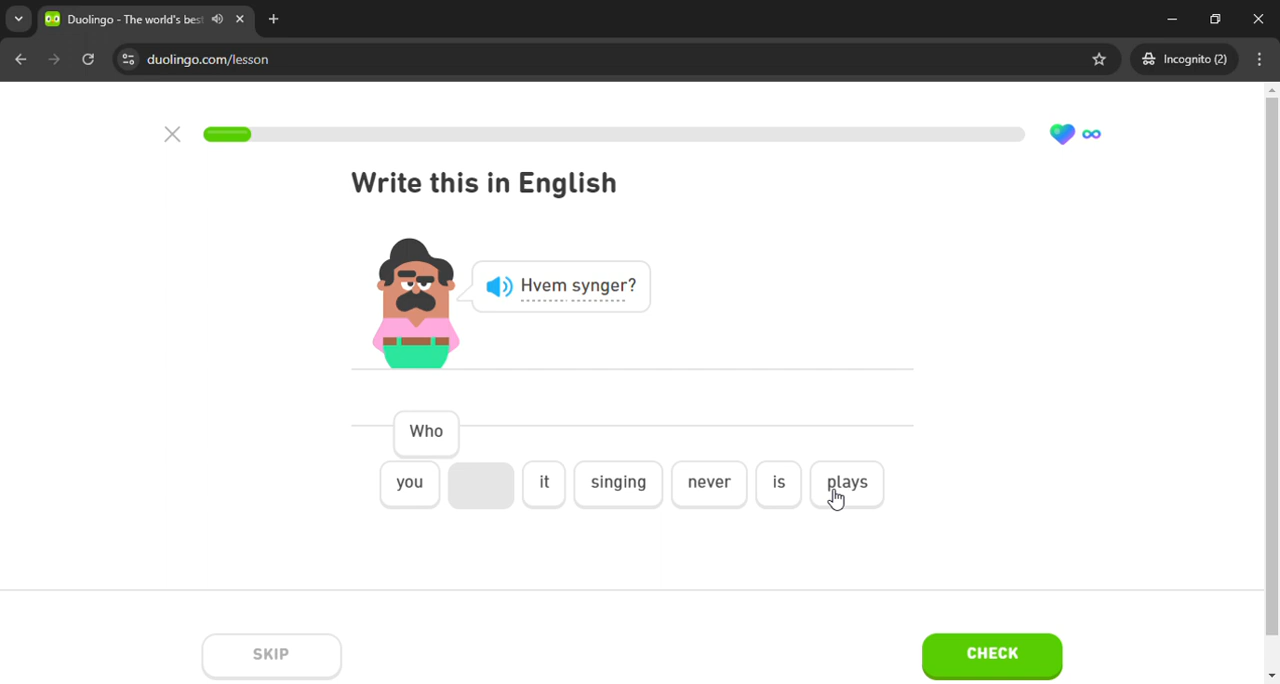 Duolingo - The world's best
duolingo.com/lesson
Incognito (2)
Write this in English
Hvem synger?
Who
you it singing never is plays
SKIP CHECK